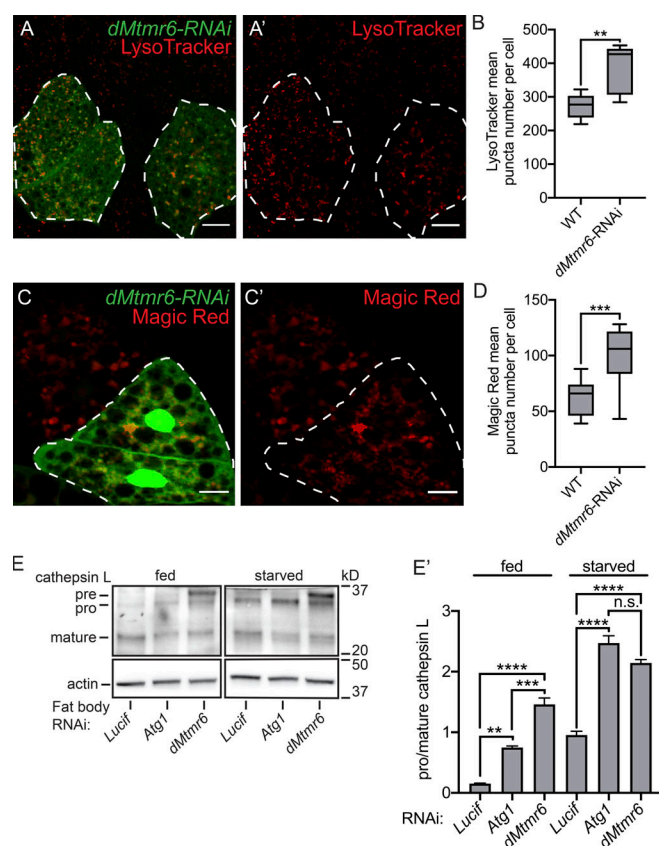 A dMtmr6-RNAi
LysoTracker
A' LysoTracker
B
LysoTracker mean
puncta number per cell
500
400
300
200
100
0
**
WT
dMtmr6-RNAi
C dMtmr6-RNAi
Magic Red
C' Magic Red
D
Magic Red mean
puncta number per cell
150
100
50
0
***
WT
dMtmr6-RNAi
E
cathepsin L fed starved kD
pre
pro
mature
actin
37
20
50
37
Fat body
RNAi:
Lucif
Atg1
dMtmr6
Lucif
Atg1
dMtmr6
E' fed starved
pro/mature cathepsin L
3
2
1
0
****
***
**
****
n.s.
****
RNAi:
Lucif
Atg1
dMtmr6
Lucif
Atg1
dMtmr6